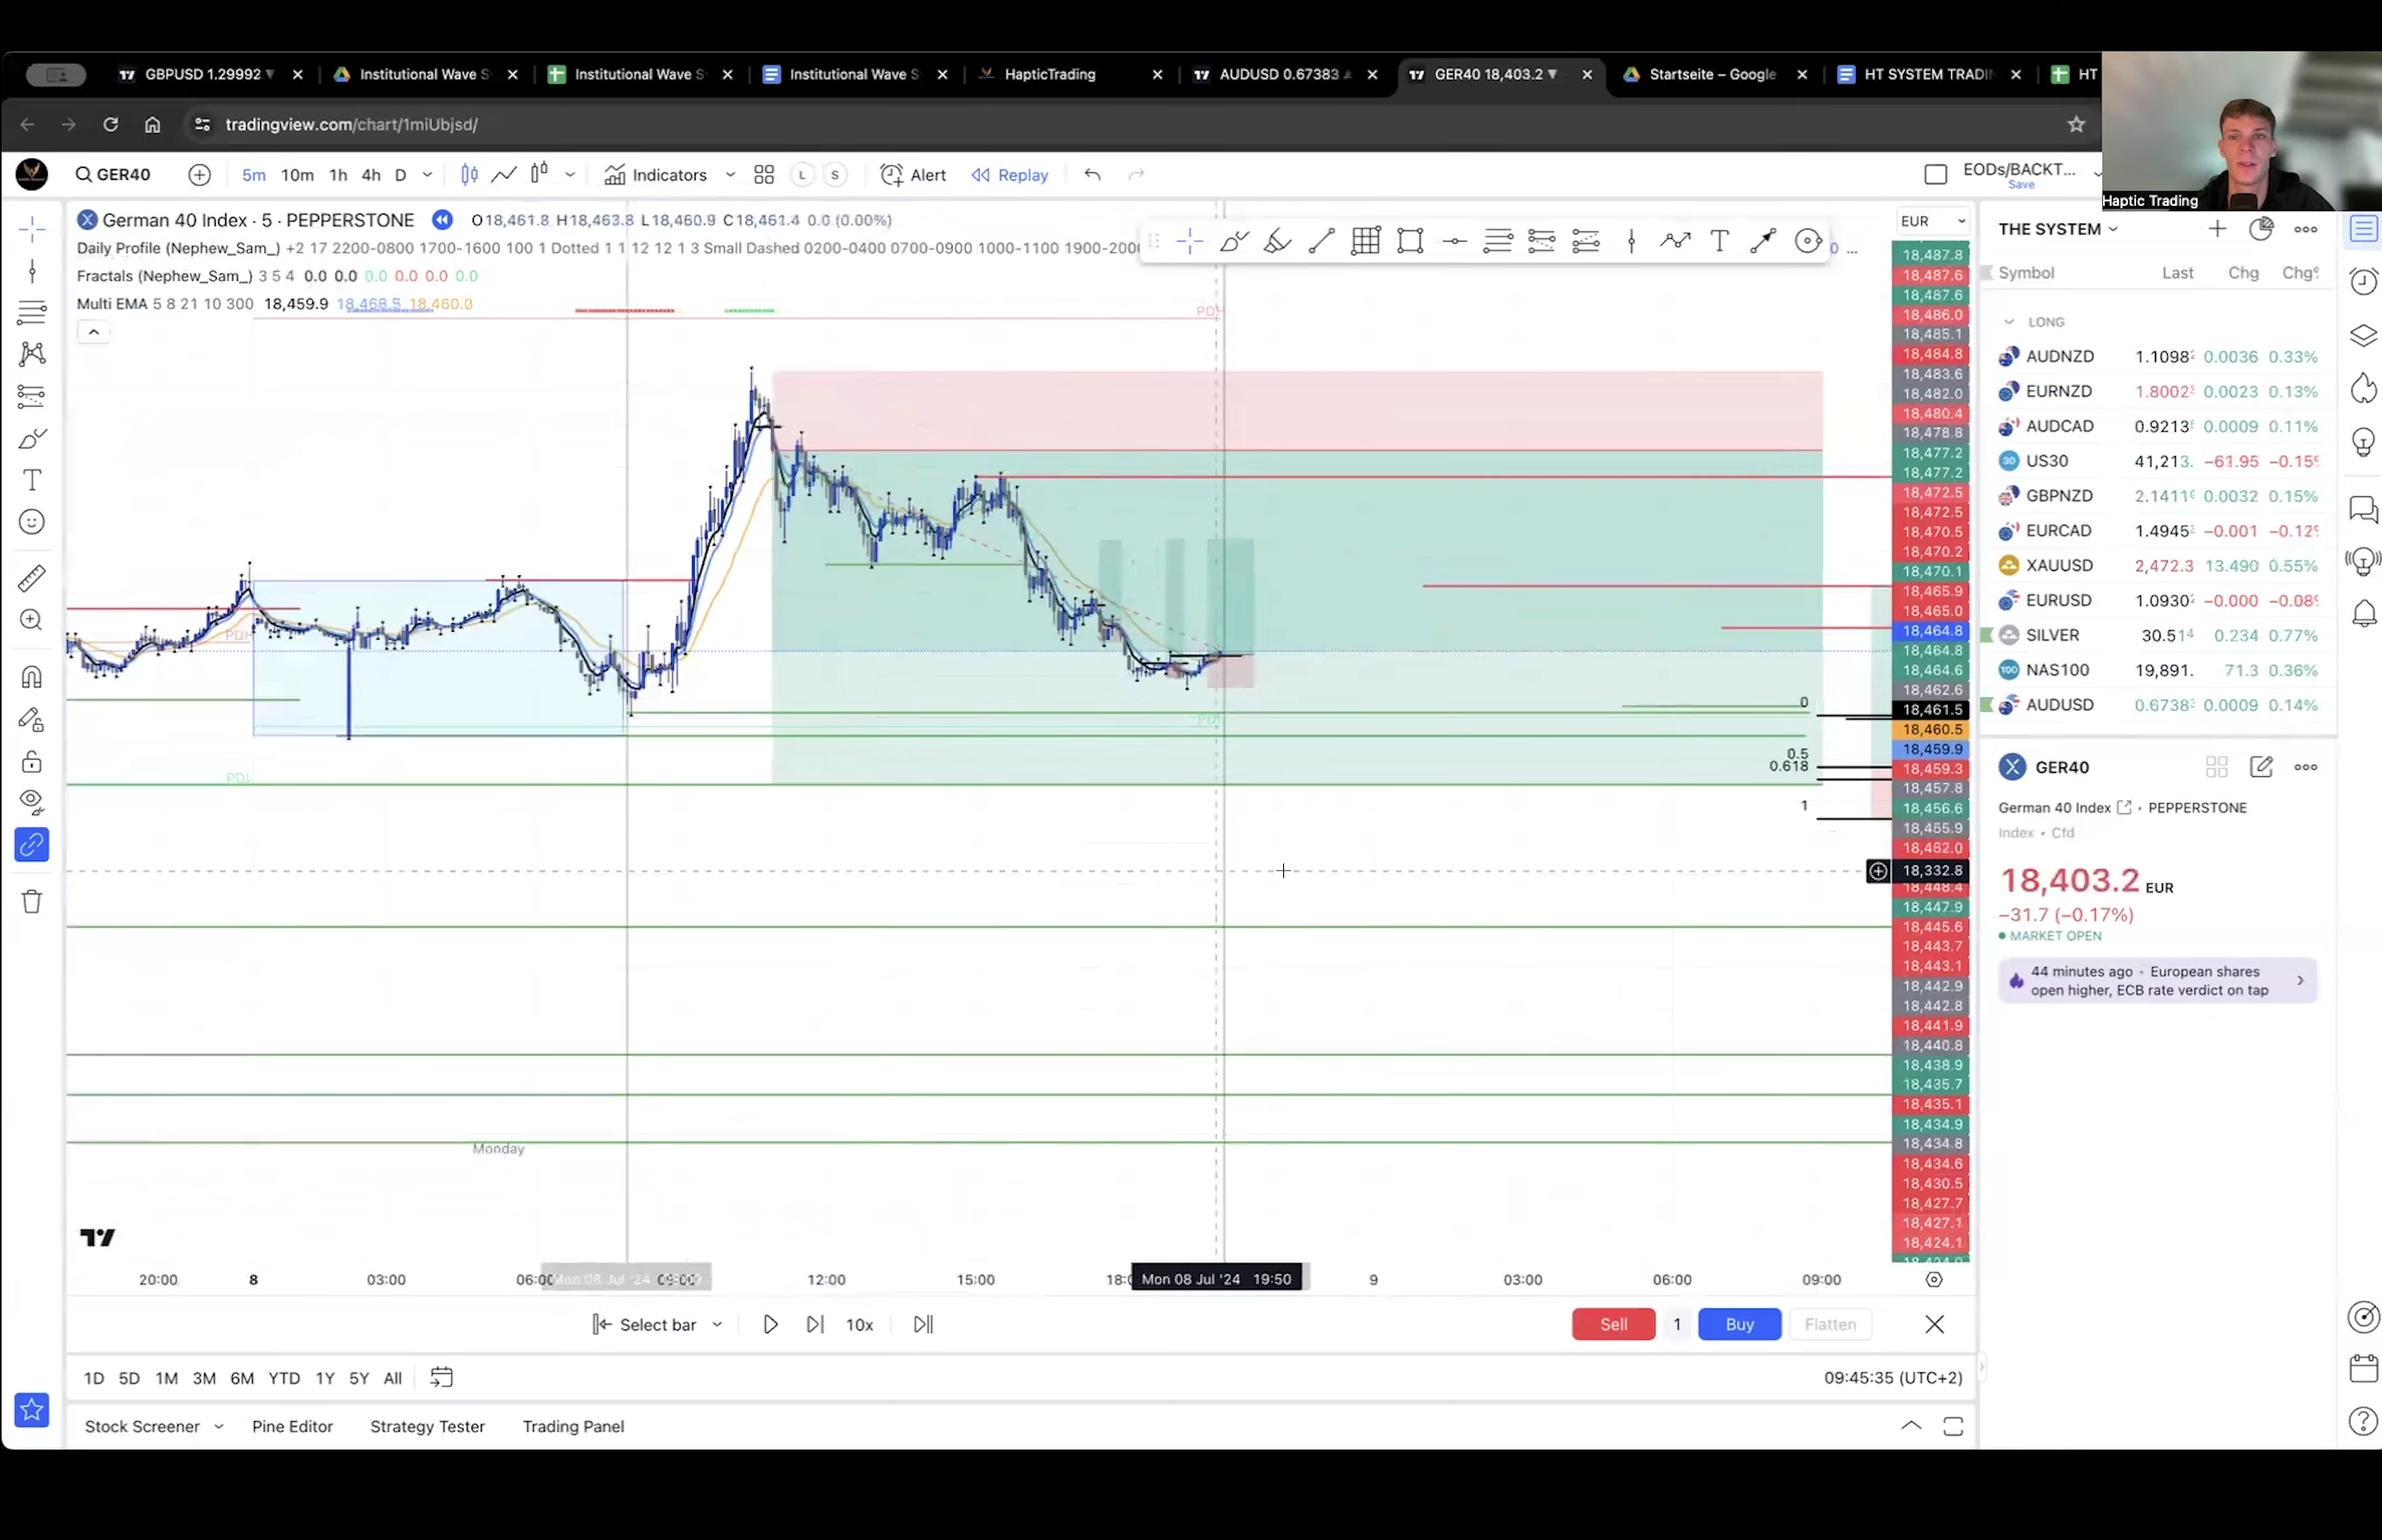 GBPUSD 1.29992 Institutional Wave S Institutional Wave S Institutional Wave S HapticTrading AUDUSD 0.67383 GER40 18,403.2 Startseite – Google HT SYSTEM TRADIN HT
tradingview.com/chart/1miUbjsd/
GER40 5m 10m 1h 4h D Indicators L S Alert Replay EODs/BACKT...
Save
Haptic Trading
German 40 Index · 5 · PEPPERSTONE O18,461.8 H18,463.8 L18,460.9 C18,461.4 0.0 (0.00%)
Daily Profile (Nephew_Sam_) +2 17 2200-0800 1700-1600 100 1 Dotted 1 1 12 12 1 3 Small Dashed 0200-0400 0700-0900 1000-1100 1900-200
Fractals (Nephew_Sam_) 3 5 4 0.0 0.0 0.0 0.0 0.0 0.0
Multi EMA 5 8 21 10 300 18,459.9 18,468.5 18,460.0
EUR
18,487.8
18,487.6
18,487.6
18,486.0
18,485.1
18,484.8
18,483.6
18,482.0
18,480.4
18,478.8
18,477.2
18,477.2
18,472.5
18,472.5
18,470.5
18,470.2
18,470.1
18,465.9
18,465.0
18,464.8
18,464.8
18,464.6
18,462.6
18,461.5
18,460.5
18,459.9
18,459.3
18,457.8
18,456.6
18,455.9
18,452.0
18,332.8
18,448.4
18,447.9
18,445.6
18,443.7
18,443.1
18,442.9
18,442.8
18,441.9
18,440.8
18,438.9
18,435.7
18,435.1
18,434.9
18,434.8
18,434.6
18,430.5
18,427.7
18,427.1
18,424.1
PDH
PDL
PDL
0
0.5
0.618
1
Monday
20:00 8 03:00 06:00 09:00 12:00 15:00 18:0 Mon 08 Jul '24 19:50 9 03:00 06:00 09:00
Select bar 10x Sell 1 Buy Flatten
1D 5D 1M 3M 6M YTD 1Y 5Y All 09:45:35 (UTC+2)
Stock Screener Pine Editor Strategy Tester Trading Panel
THE SYSTEM
Symbol Last Chg Chg%
LONG
AUDNZD 1.1098 0.0036 0.33%
EURNZD 1.8002 0.0023 0.13%
AUDCAD 0.9213 0.0009 0.11%
US30 41,213. −61.95 −0.15%
GBPNZD 2.1411 0.0032 0.15%
EURCAD 1.4945 −0.001 −0.12%
XAUUSD 2,472.3 13.490 0.55%
EURUSD 1.0930 −0.000 −0.08%
SILVER 30.514 0.234 0.77%
NAS100 19,891. 71.3 0.36%
AUDUSD 0.6738 0.0009 0.14%
GER40
German 40 Index · PEPPERSTONE
Index · Cfd
18,403.2 EUR
−31.7 (−0.17%)
MARKET OPEN
44 minutes ago · European shares
open higher, ECB rate verdict on tap